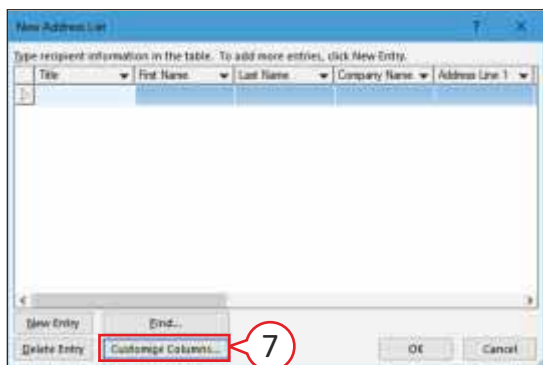 New Address List ? ×
Type recipient information in the table. To add more entries, click New Entry.
Title First Name Last Name Company Name Address Line 1
New Entry Find...
Delete Entry Customize Columns... 7 OK Cancel